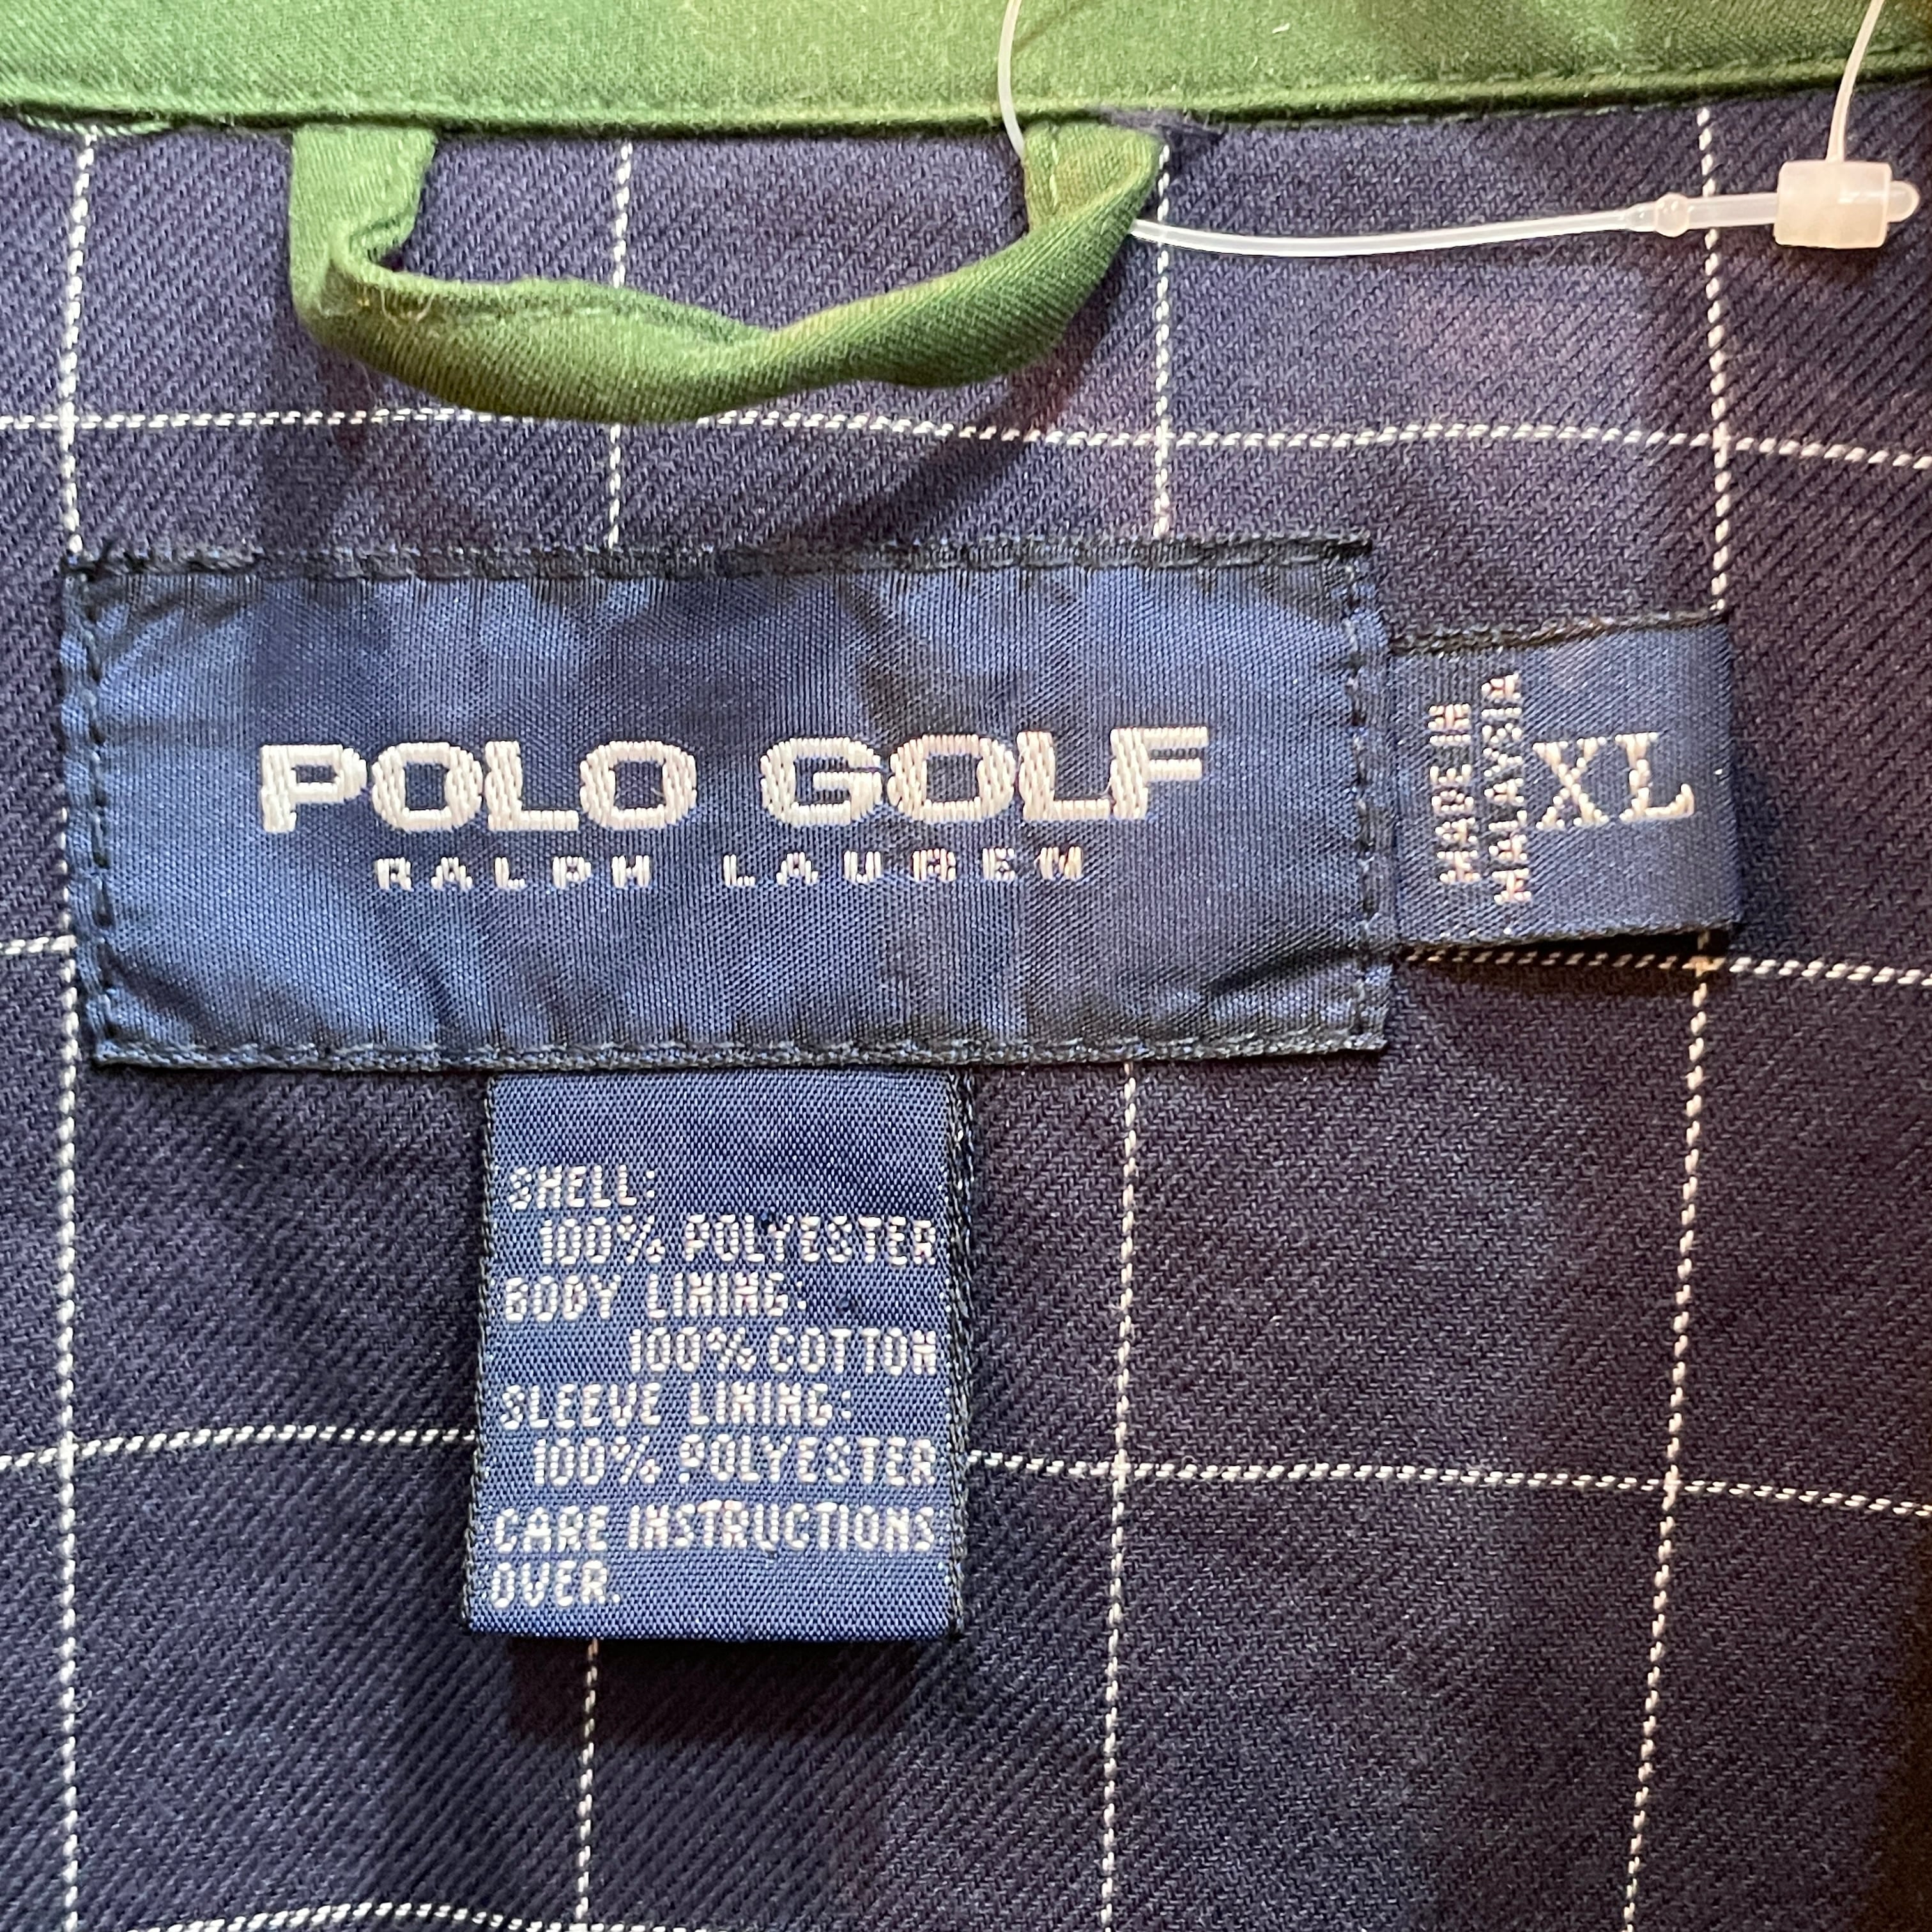 POLO GOLF
RALPH LAUREN
MADE IN
MALAYSIA
XL
SHELL:
100% POLYESTER
BODY LINING:
100% COTTON
SLEEVE LINING:
100% POLYESTER
CARE INSTRUCTIONS
OVER.